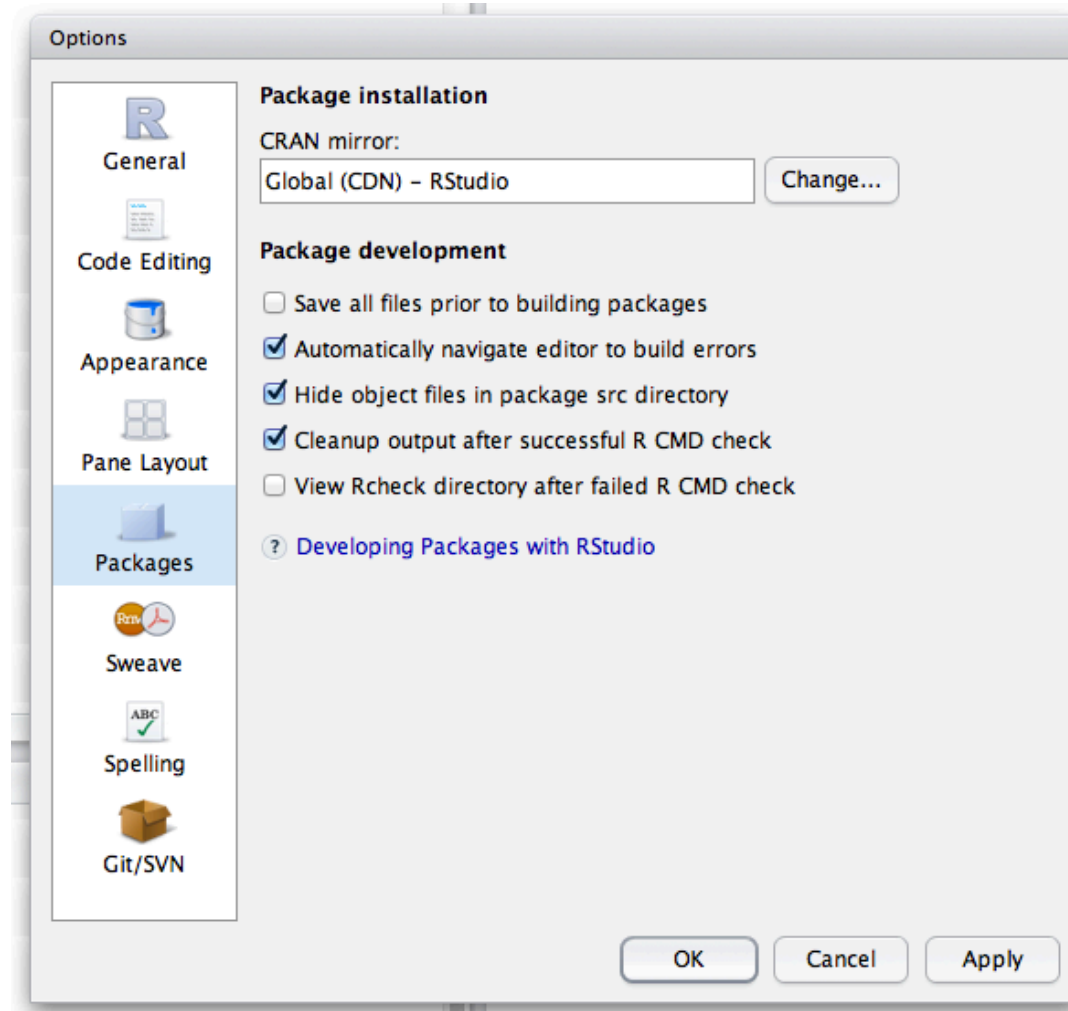 Options
General
Code Editing
Appearance
Pane Layout
Packages
Rnw
Sweave
ABC
Spelling
Git/SVN
Package installation
CRAN mirror:
Global (CDN) – RStudio
Change...
Package development
Save all files prior to building packages
Automatically navigate editor to build errors
Hide object files in package src directory
Cleanup output after successful R CMD check
View Rcheck directory after failed R CMD check
? Developing Packages with RStudio
OK Cancel Apply